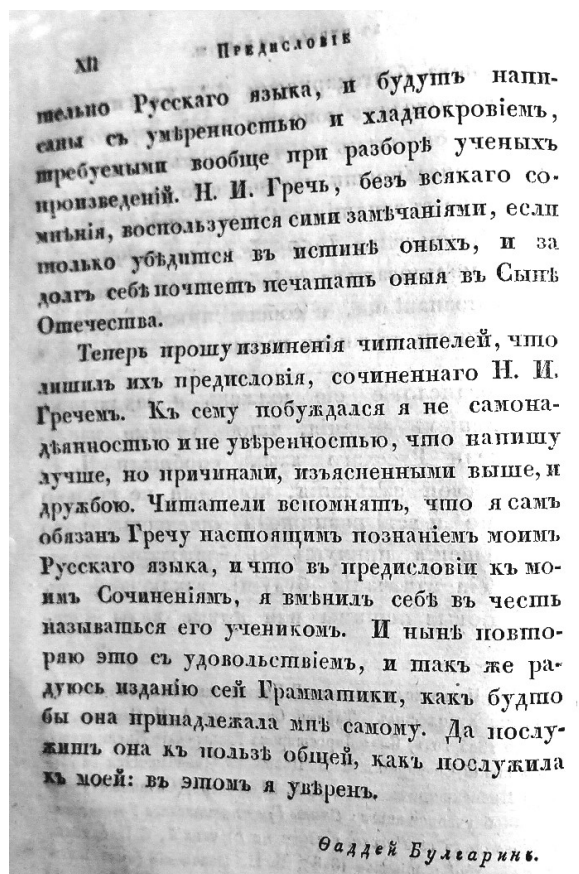 XII
Предисловіе
тельно Русскаго языка, и будутъ напи-
саны съ умѣренностью и хладнокровіемъ,
требуемыми вообще при разборѣ ученыхъ
произведеній. Н. И. Гречь, безъ всякаго со-
мнѣнія, воспользуется сими замѣчаніями, если
только убѣдится въ истинѣ оныхъ, и за
долгъ себѣ почтетъ печатать оныя въ Сынѣ
Отечества.
Теперь прошу извиненія читателей, что
лишилъ ихъ предисловія, сочиненнаго Н. И.
Гречемъ. Къ сему побуждался я не самона-
дѣянностью и не увѣренностью, что напишу
лучше, но причинами, изъясненными выше, и
дружбою. Читатели вспомнятъ, что я самъ
обязанъ Гречу настоящимъ познаніемъ моимъ
Русскаго языка, и что въ предисловіи къ мо-
имъ Сочиненіямъ, я вмѣнилъ себѣ въ честь
называться его ученикомъ. И нынѣ повто-
ряю это съ удовольствіемъ, и такъ же ра-
дуюсь изданію сей Грамматики, какъ будто
бы она принадлежала мнѣ самому. Да послу-
житъ она къ пользѣ общей, какъ послужила
къ моей: въ этомъ я увѣренъ.
Ѳаддей Булгаринъ.